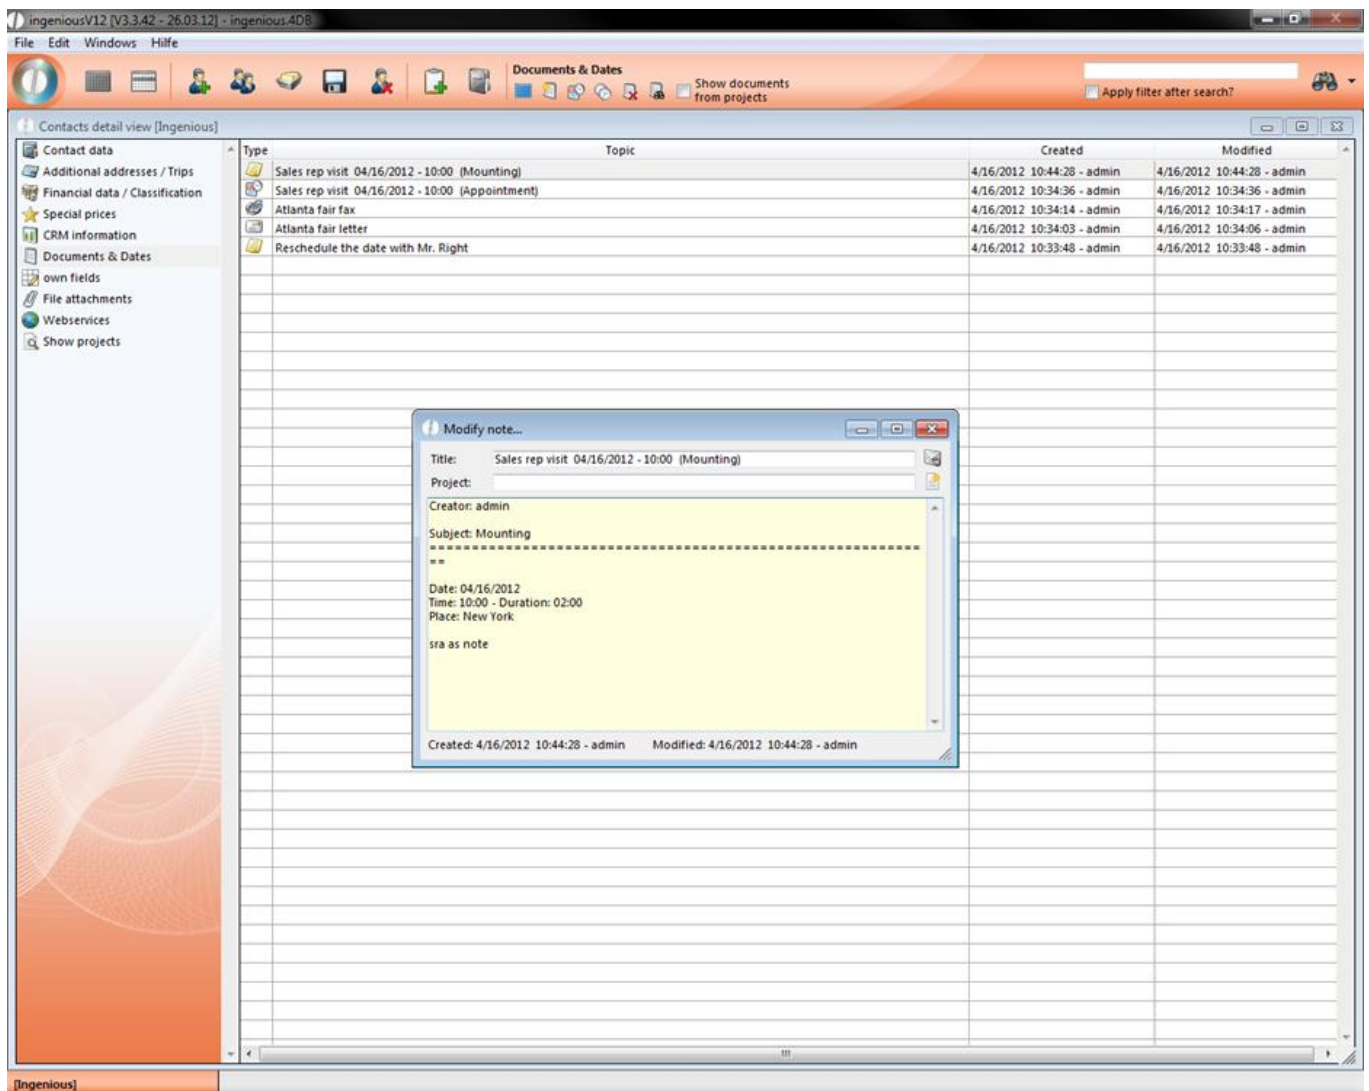 ingeniousV12 [V3.3.42 - 26.03.12] - ingenious.4DB
File Edit Windows Hilfe
Documents & Dates
Show documents
from projects
Apply filter after search?
Contacts detail view [Ingenious]
Contact data
Additional addresses / Trips
Financial data / Classification
Special prices
CRM information
Documents & Dates
own fields
File attachments
Webservices
Show projects
Type Topic Created Modified
Sales rep visit 04/16/2012 - 10:00 (Mounting) 4/16/2012 10:44:28 - admin 4/16/2012 10:44:28 - admin
Sales rep visit 04/16/2012 - 10:00 (Appointment) 4/16/2012 10:34:36 - admin 4/16/2012 10:34:36 - admin
Atlanta fair fax 4/16/2012 10:34:14 - admin 4/16/2012 10:34:17 - admin
Atlanta fair letter 4/16/2012 10:34:03 - admin 4/16/2012 10:34:06 - admin
Reschedule the date with Mr. Right 4/16/2012 10:33:48 - admin 4/16/2012 10:33:48 - admin
Modify note...
Title: Sales rep visit 04/16/2012 - 10:00 (Mounting)
Project:
Creator: admin
Subject: Mounting
==========================================================
==
Date: 04/16/2012
Time: 10:00 - Duration: 02:00
Place: New York
sra as note
Created: 4/16/2012 10:44:28 - admin Modified: 4/16/2012 10:44:28 - admin
[Ingenious]